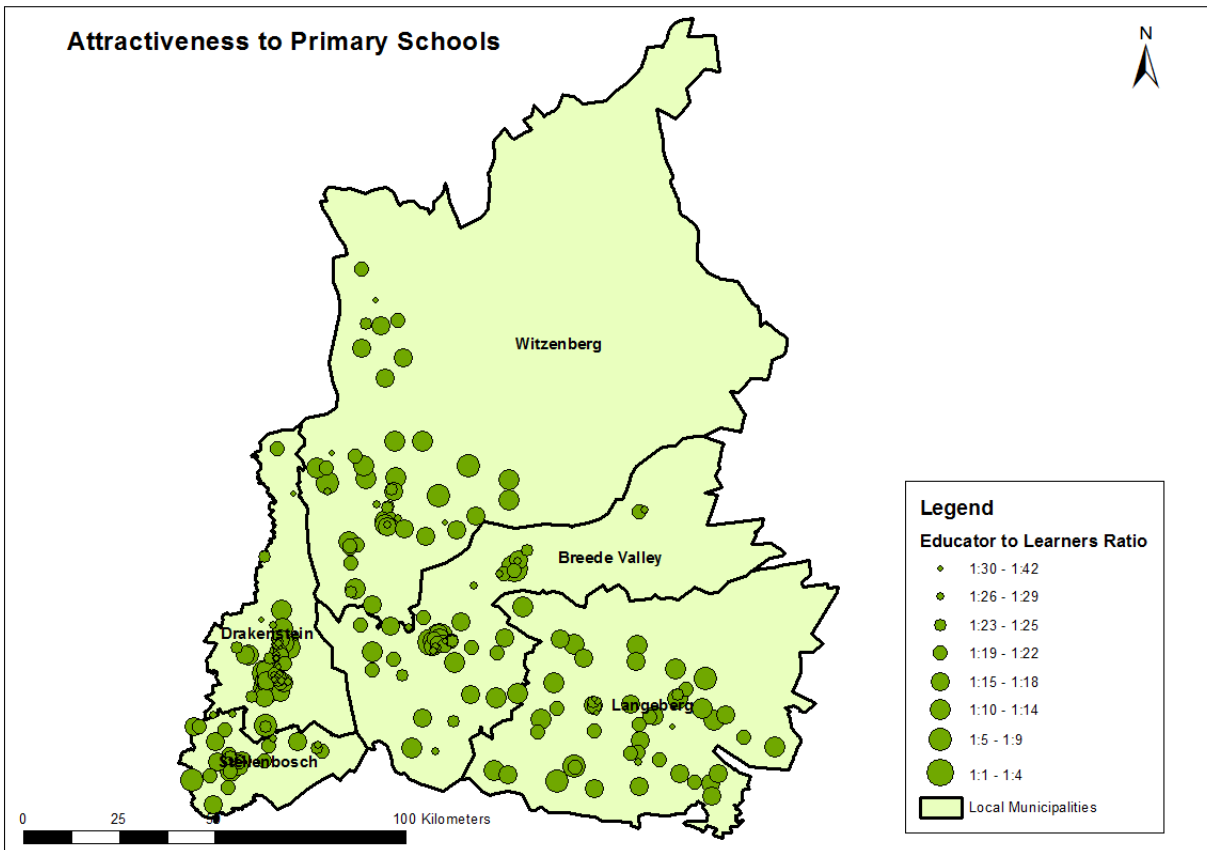 Attractiveness to Primary Schools
N
Witzenberg
Breede Valley
Drakenstein
Langeberg
Stellenbosch
0 25 50 100 Kilometers
Legend
Educator to Learners Ratio
1:30 - 1:42
1:26 - 1:29
1:23 - 1:25
1:19 - 1:22
1:15 - 1:18
1:10 - 1:14
1:5 - 1:9
1:1 - 1:4
Local Municipalities